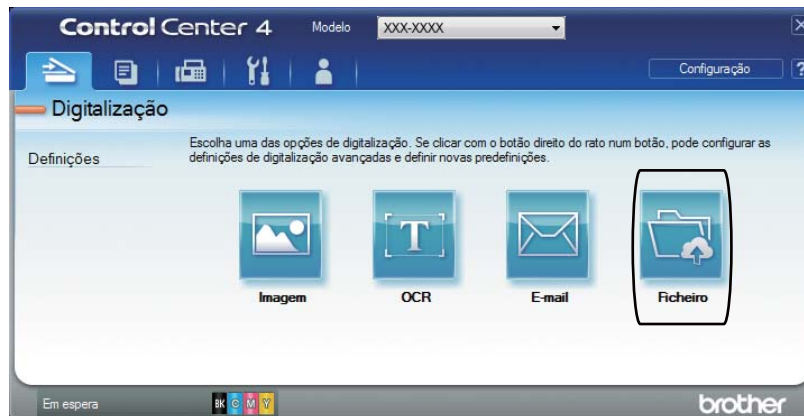 Control Center 4
Modelo
XXX-XXXX
X
Configuração
?
Digitalização
Definições
Escolha uma das opções de digitalização. Se clicar com o botão direito do rato num botão, pode configurar as
definições de digitalização avançadas e definir novas predefinições.
T
Imagem
OCR
E-mail
Ficheiro
Em espera
BK C M Y
brother